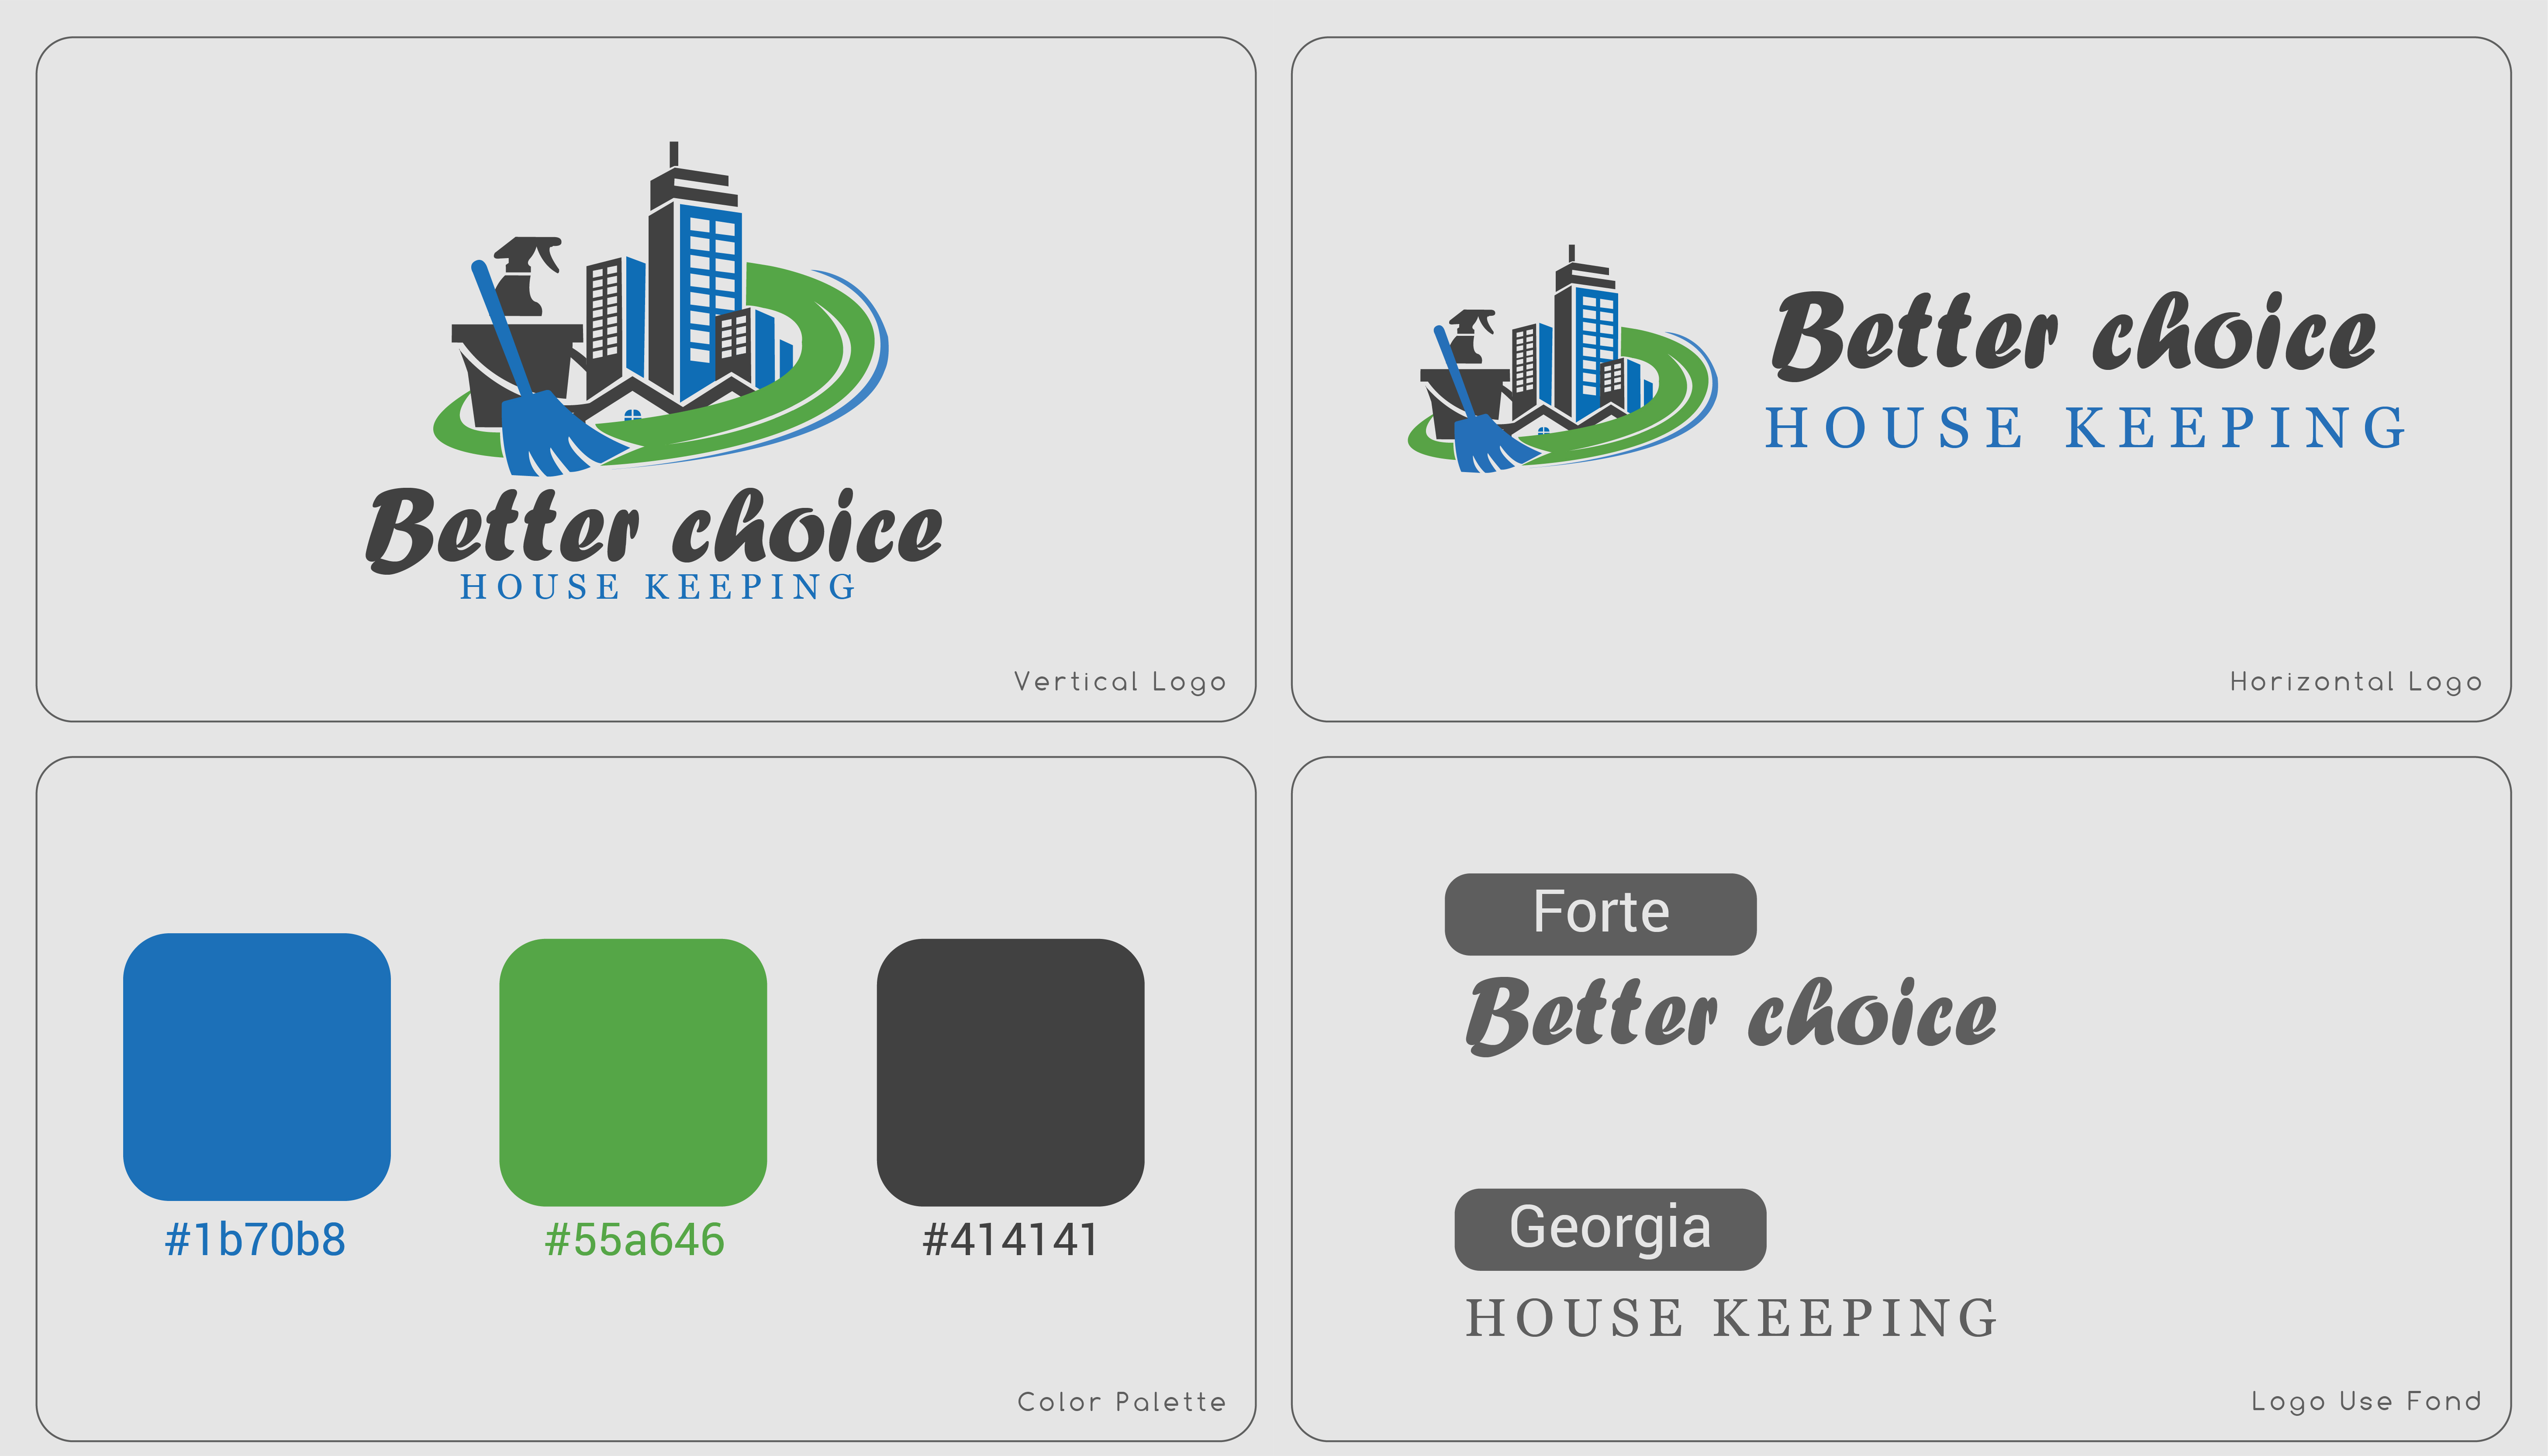 Better choice
HOUSE KEEPING
Vertical Logo
Better choice
HOUSE KEEPING
Horizontal Logo
#1b70b8
#55a646
#414141
Color Palette
Forte
Better choice
Georgia
HOUSE KEEPING
Logo Use Fond